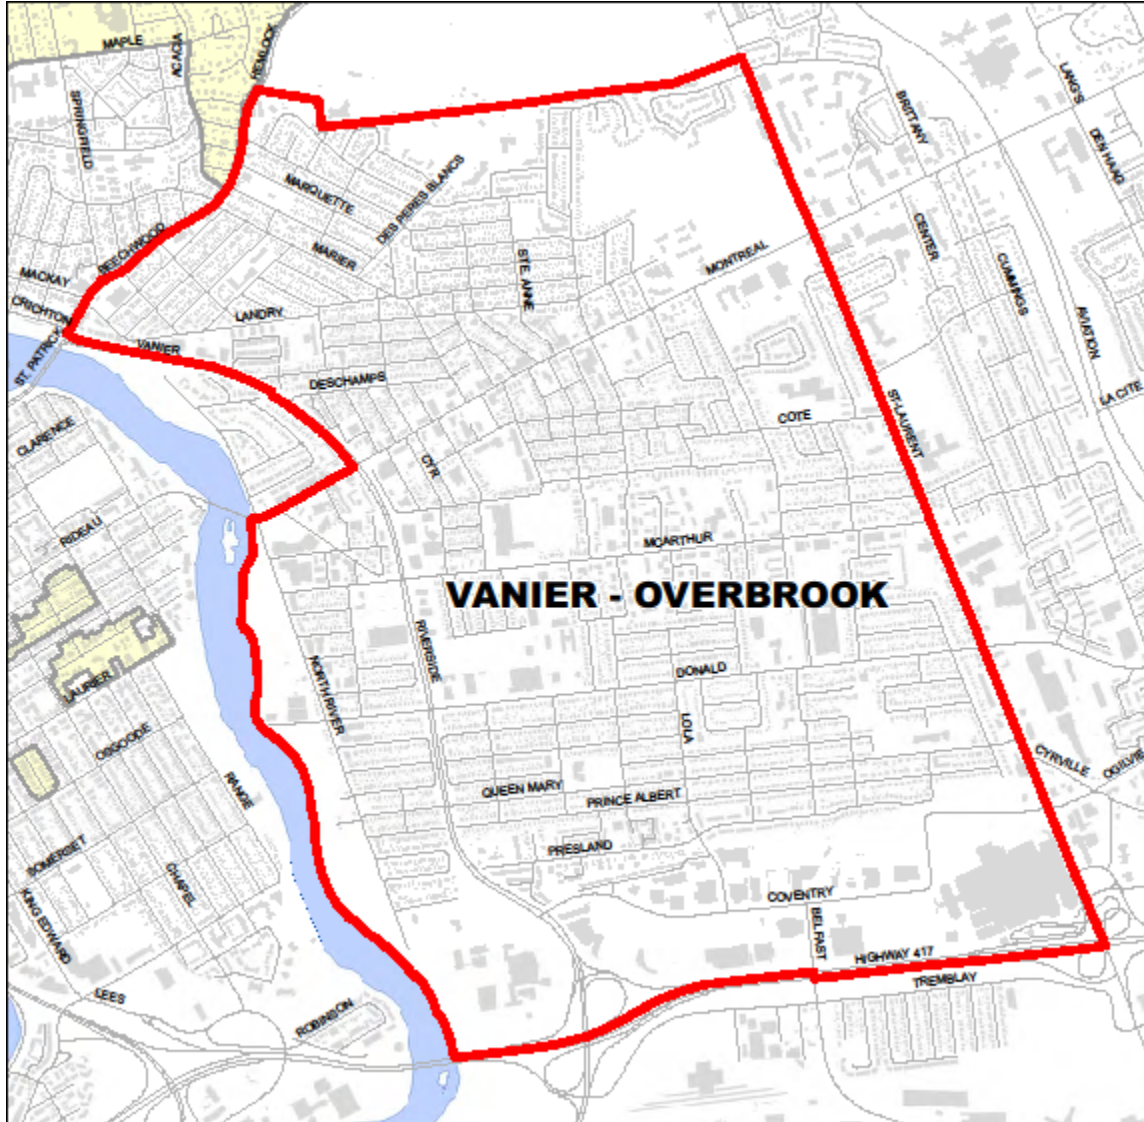 MAPLE
ACACIA
HEMLOCK
LANG'S
SPRINGFIELD
BRITTANY
DEN HAAG
MARQUETTE
DES PERES BLANCS
BEECHWOOD
MARIER
STE. ANNE
MONTREAL
CENTER
CUMMINGS
MACKAY
CRICHTON
LANDRY
VANIER
ST. PATRICK
AVIATION
DESCHAMPS
LA CITE
COTE
ST-LAURENT
CLARENCE
CYR
RIDEAU
MCARTHUR
VANIER - OVERBROOK
RIVERSIDE
NORTH RIVER
DONALD
LAURIER
LOLA
OSGOODE
CYRVILLE
OGILVIE
RANGE
QUEEN MARY
PRINCE ALBERT
SOMERSET
PRESLAND
CHAPEL
COVENTRY
KING EDWARD
BELFAST
HIGHWAY 417
TREMBLAY
LEES
ROBINSON